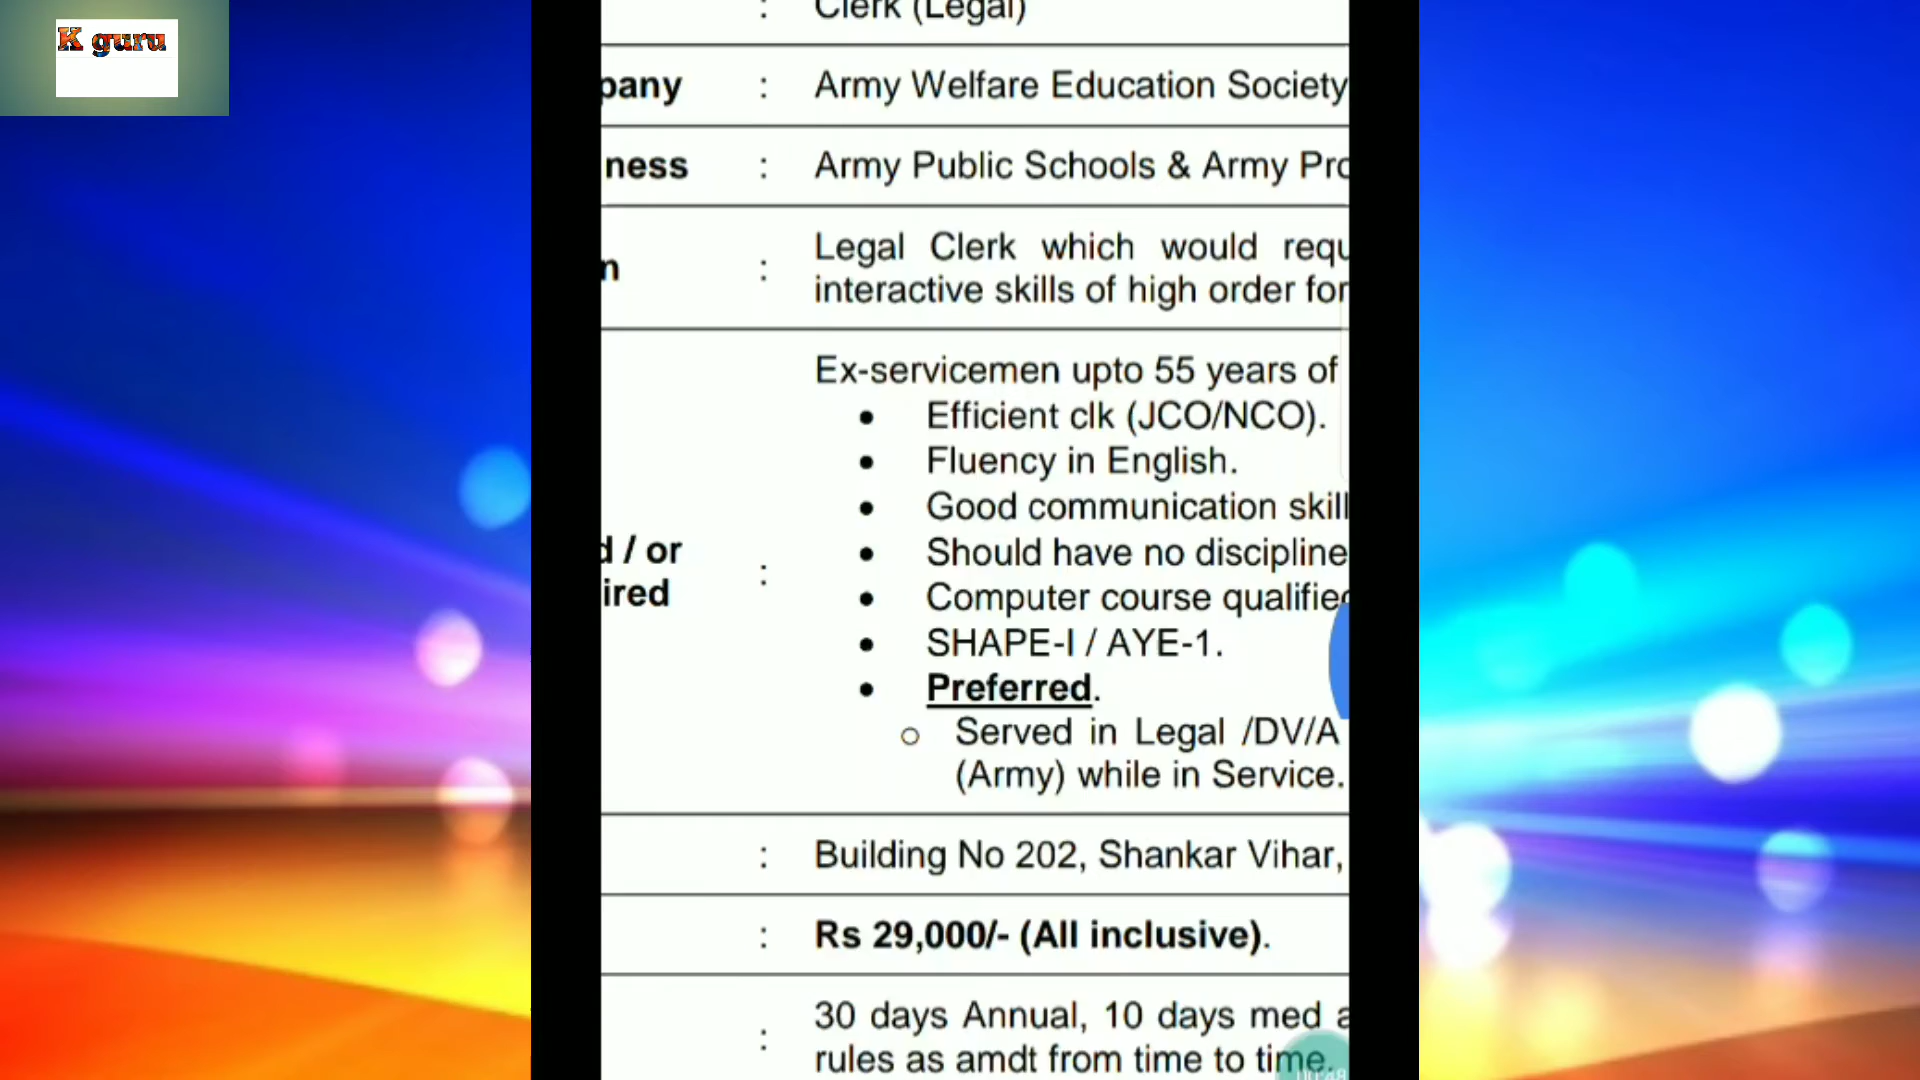 K guru
: Clerk (Legal)
pany : Army Welfare Education Society
ness : Army Public Schools & Army Pro
n : Legal Clerk which would requ
interactive skills of high order for
Ex-servicemen upto 55 years of
• Efficient clk (JCO/NCO).
• Fluency in English.
• Good communication skill
• Should have no discipline
d / or
ired :
• Computer course qualified
• SHAPE-I / AYE-1.
• Preferred.
o Served in Legal /DV/A
(Army) while in Service.
: Building No 202, Shankar Vihar,
: Rs 29,000/- (All inclusive).
: 30 days Annual, 10 days med a
rules as amdt from time to time.
00:48